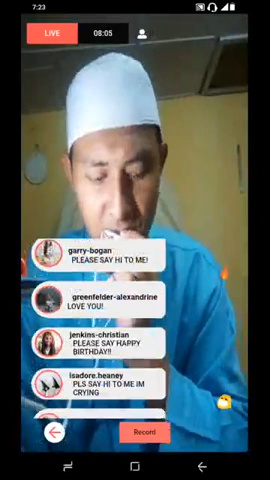 7:23
LIVE
08:05
garry-bogan
PLEASE SAY HI TO ME!
greenfelder-alexandrine
LOVE YOU!
jenkins-christian
PLEASE SAY HAPPY
BIRTHDAY!!
isadore.heaney
PLS SAY HI TO ME IM
CRYING
Record